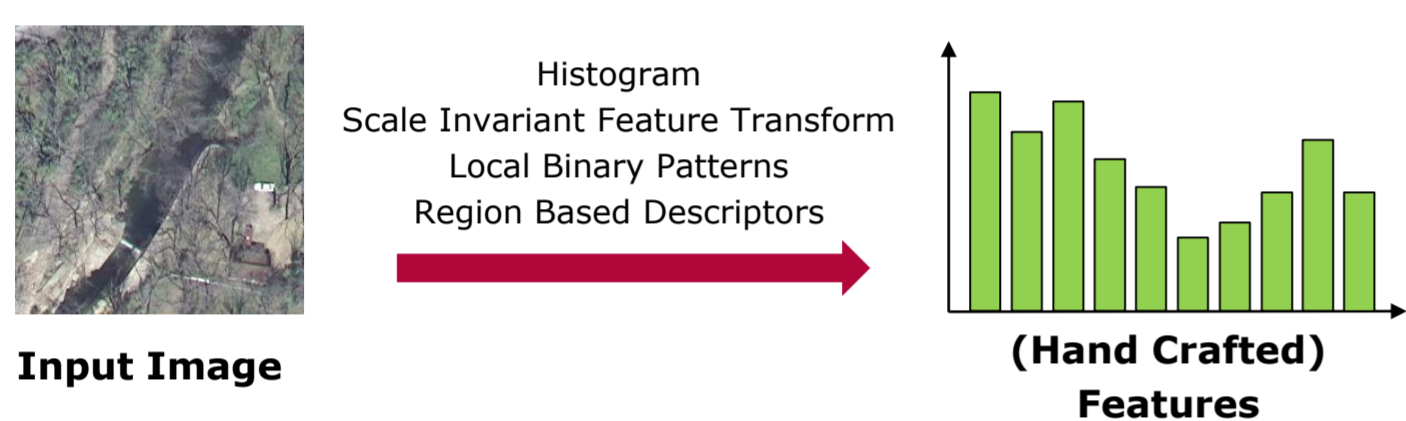 Input Image
Histogram
Scale Invariant Feature Transform
Local Binary Patterns
Region Based Descriptors
(Hand Crafted)
Features